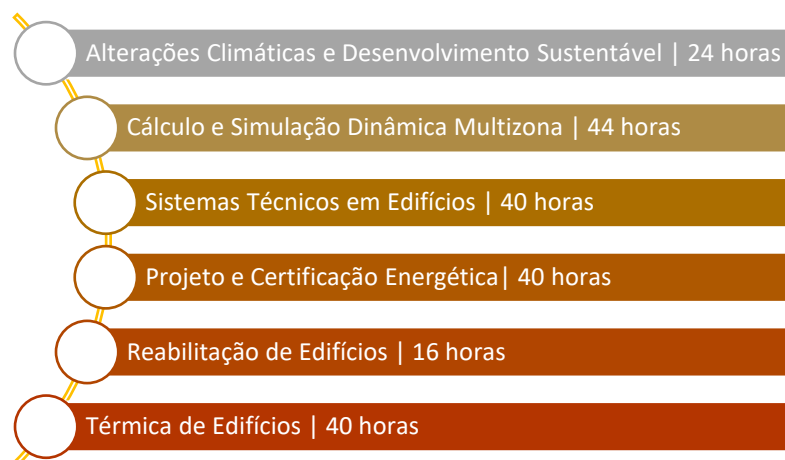 Alterações Climáticas e Desenvolvimento Sustentável | 24 horas
Cálculo e Simulação Dinâmica Multizona | 44 horas
Sistemas Técnicos em Edifícios | 40 horas
Projeto e Certificação Energética| 40 horas
Reabilitação de Edifícios | 16 horas
Térmica de Edifícios | 40 horas